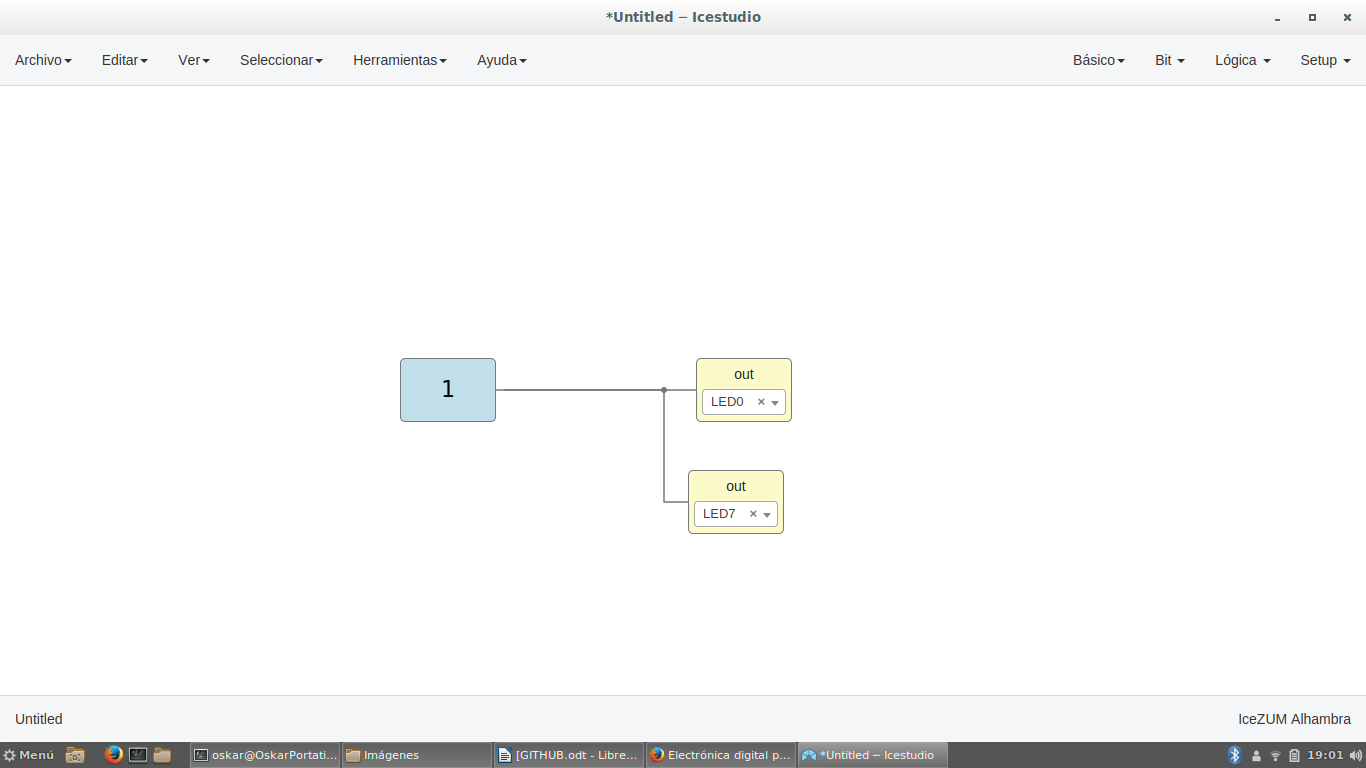 *Untitled – Icestudio
Archivo Editar Ver Seleccionar Herramientas Ayuda Básico Bit Lógica Setup
1
out
LED0 ×
out
LED7 ×
Untitled IceZUM Alhambra
Menú oskar@OskarPortati... Imágenes [GITHUB.odt - Libre... Electrónica digital p... *Untitled – Icestudio 19:01